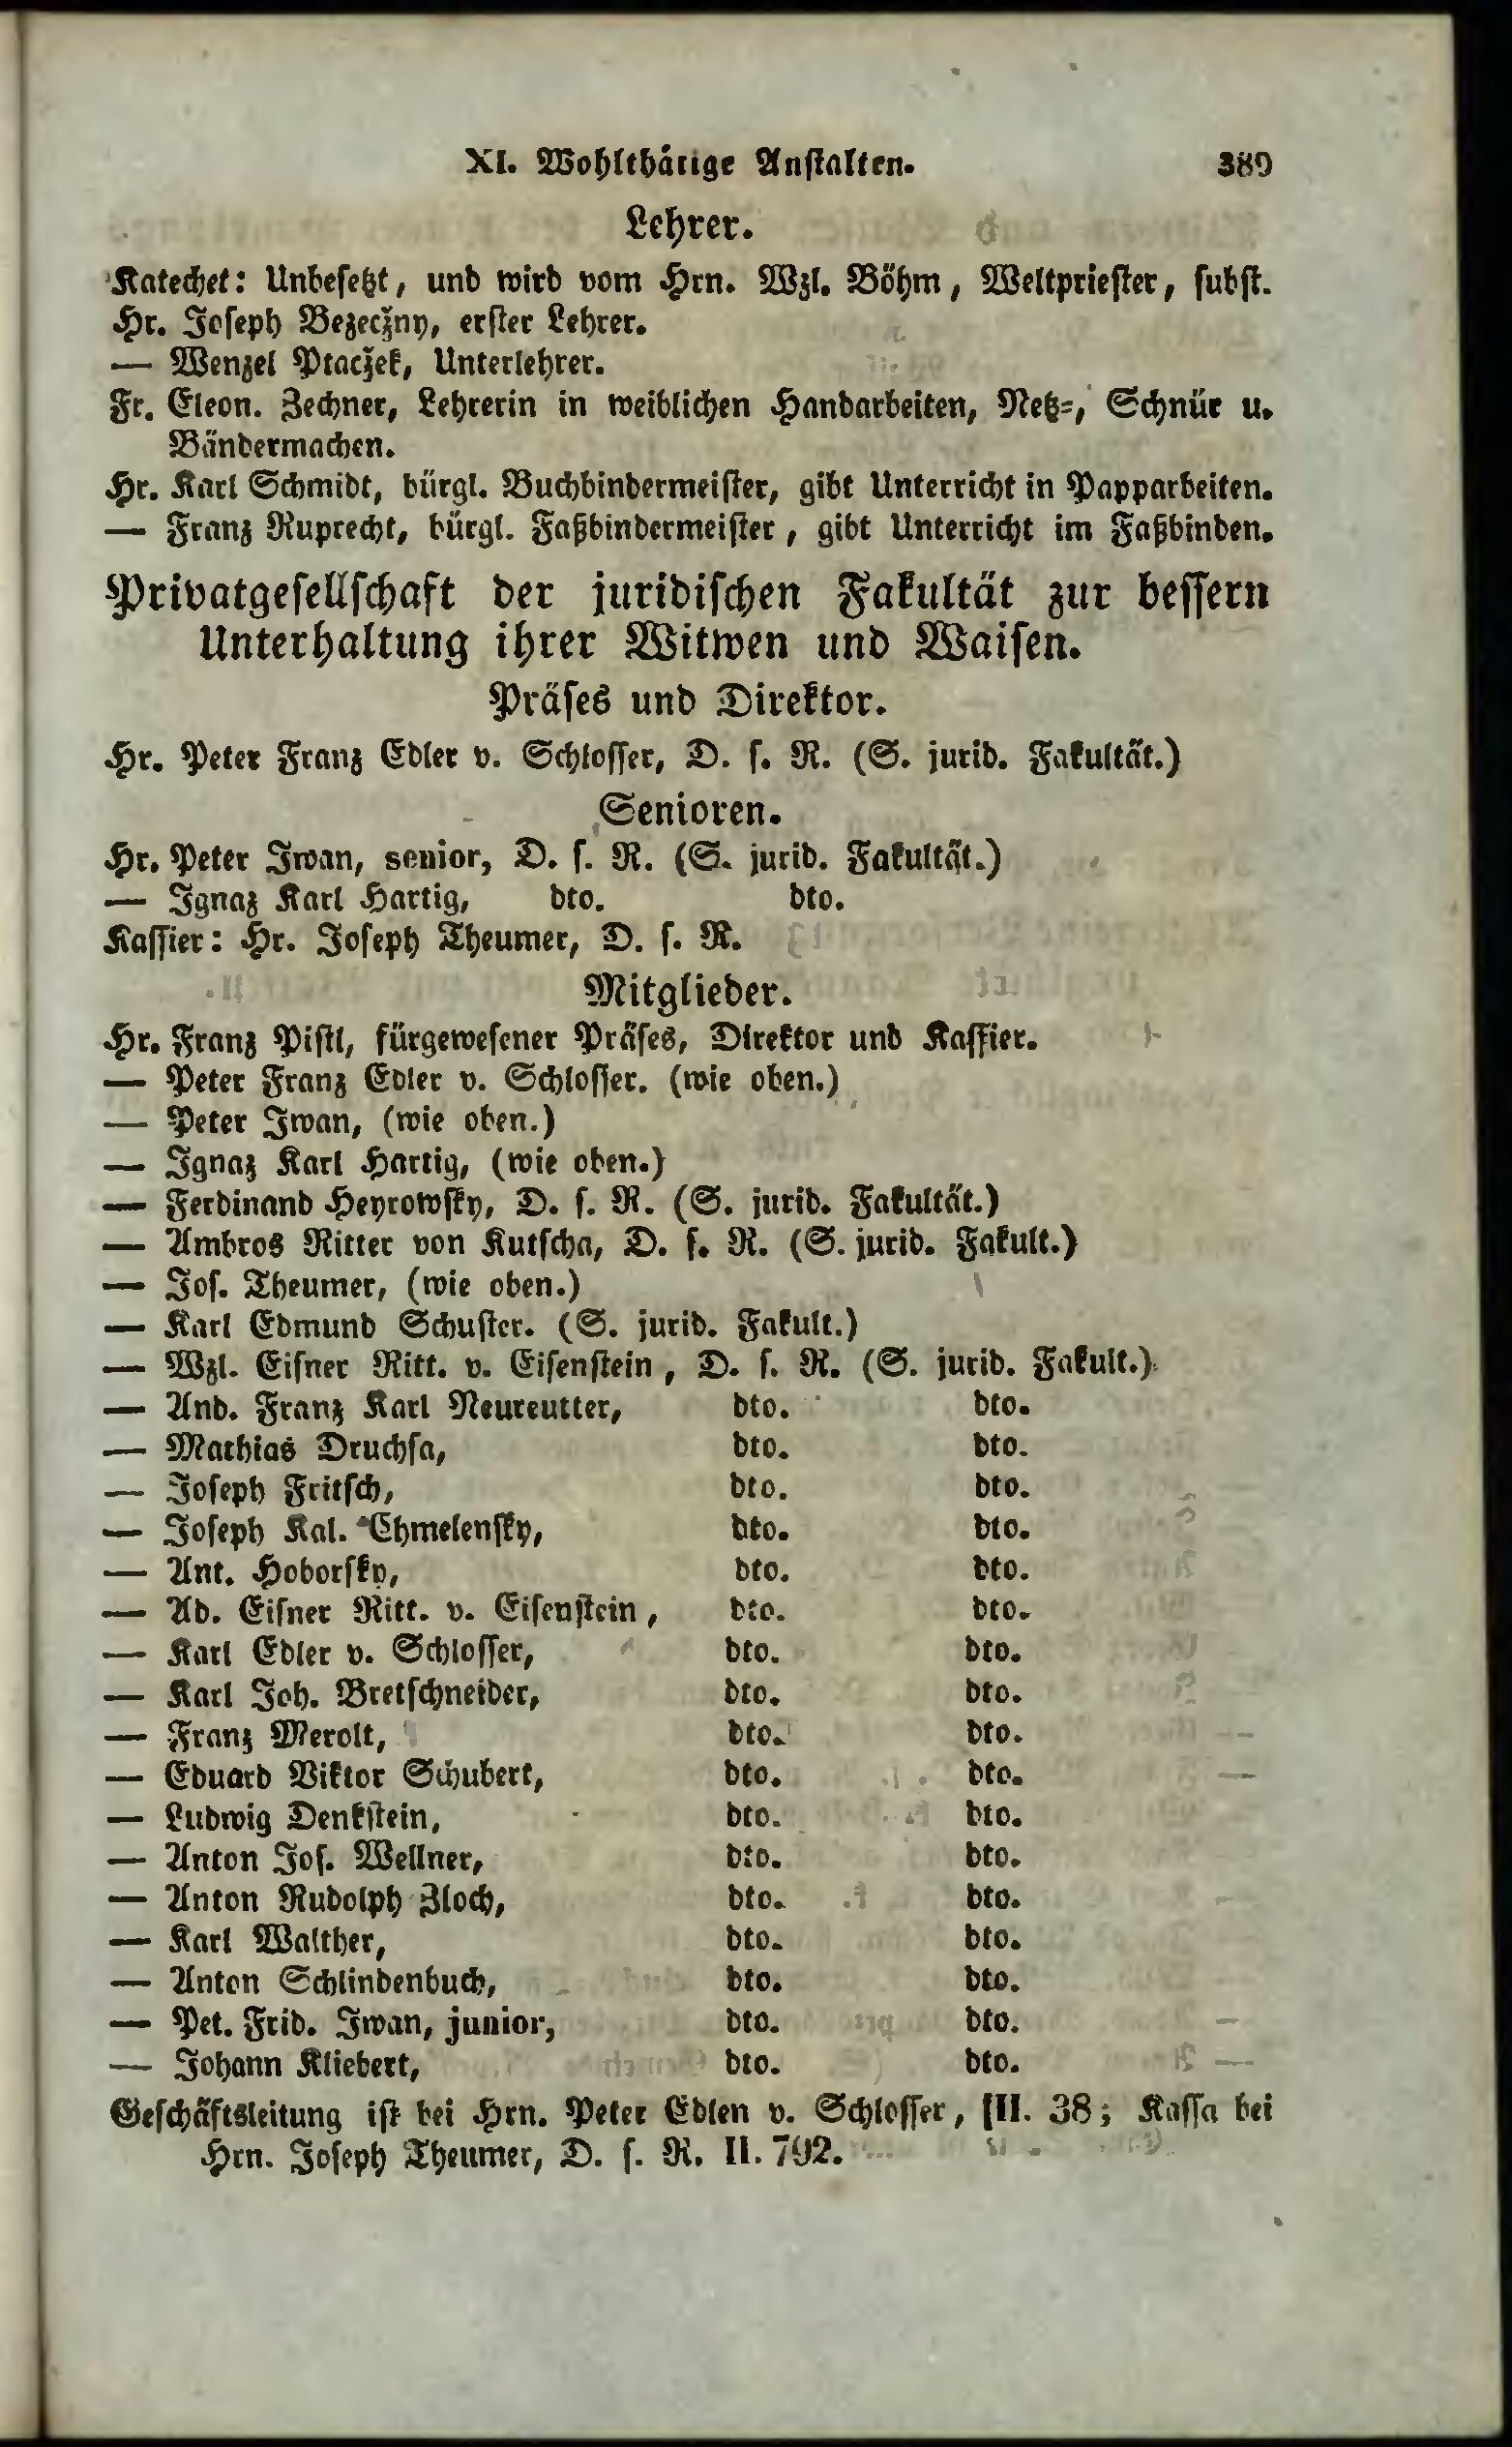 XI. Wohlthätige Anstalten. 389
Lehrer.
Katechet: Unbesetzt, und wird vom Hrn. Wzl. Böhm, Weltpriester, subst.
Hr. Joseph Bezeczny, erster Lehrer.
— Wenzel Ptaczek, Unterlehrer.
Fr. Eleon. Zechner, Lehrerin in weiblichen Handarbeiten, Netz-, Schnür u.
Bändermachen.
Hr. Karl Schmidt, bürgl. Buchbindermeister, gibt Unterricht in Papparbeiten.
— Franz Ruprecht, bürgl. Faßbindermeister, gibt Unterricht im Faßbinden.
Privatgesellschaft der juridischen Fakultät zur bessern
Unterhaltung ihrer Witwen und Waisen.
Präses und Direktor.
Hr. Peter Franz Edler v. Schlosser, D. s. R. (S. jurid. Fakultät.)
Senioren.
Hr. Peter Iwan, senior, D. s. R. (S. jurid. Fakultät.)
— Ignaz Karl Hartig, dto. dto.
Kassier: Hr. Joseph Theumer, D. s. R.
Mitglieder.
Hr. Franz Pistl, fürgewesener Präses, Direktor und Kassier.
— Peter Franz Edler v. Schlosser. (wie oben.)
— Peter Iwan, (wie oben.)
— Ignaz Karl Hartig, (wie oben.)
— Ferdinand Heyrowsky, D. s. R. (S. jurid. Fakultät.)
— Ambros Ritter von Kutscha, D. s. R. (S. jurid. Fakult.)
— Jos. Theumer, (wie oben.)
— Karl Edmund Schuster. (S. jurid. Fakult.)
— Wzl. Eisner Ritt. v. Eisenstein, D. s. R. (S. jurid. Fakult.)
— And. Franz Karl Neureutter, dto. dto.
— Mathias Druchsa, dto. dto.
— Joseph Fritsch, dto. dto.
— Joseph Kal. Chmelensky, dto. dto.
— Ant. Hoborsky, dto. dto.
— Ad. Eisner Ritt. v. Eisenstein, dto. dto.
— Karl Edler v. Schlosser, dto. dto.
— Karl Joh. Bretschneider, dto. dto.
— Franz Merolt, dto. dto.
— Eduard Viktor Schubert, dto. dto.
— Ludwig Denkstein, dto. dto.
— Anton Jos. Wellner, dto. dto.
— Anton Rudolph Zloch, dto. dto.
— Karl Walther, dto. dto.
— Anton Schlindenbuch, dto. dto.
— Pet. Frid. Iwan, junior, dto. dto.
— Johann Kliebert, dto. dto.
Geschäftsleitung ist bei Hrn. Peter Edlen v. Schlosser, [II. 38; Kassa bei
Hrn. Joseph Theumer, D. s. R. II. 792.